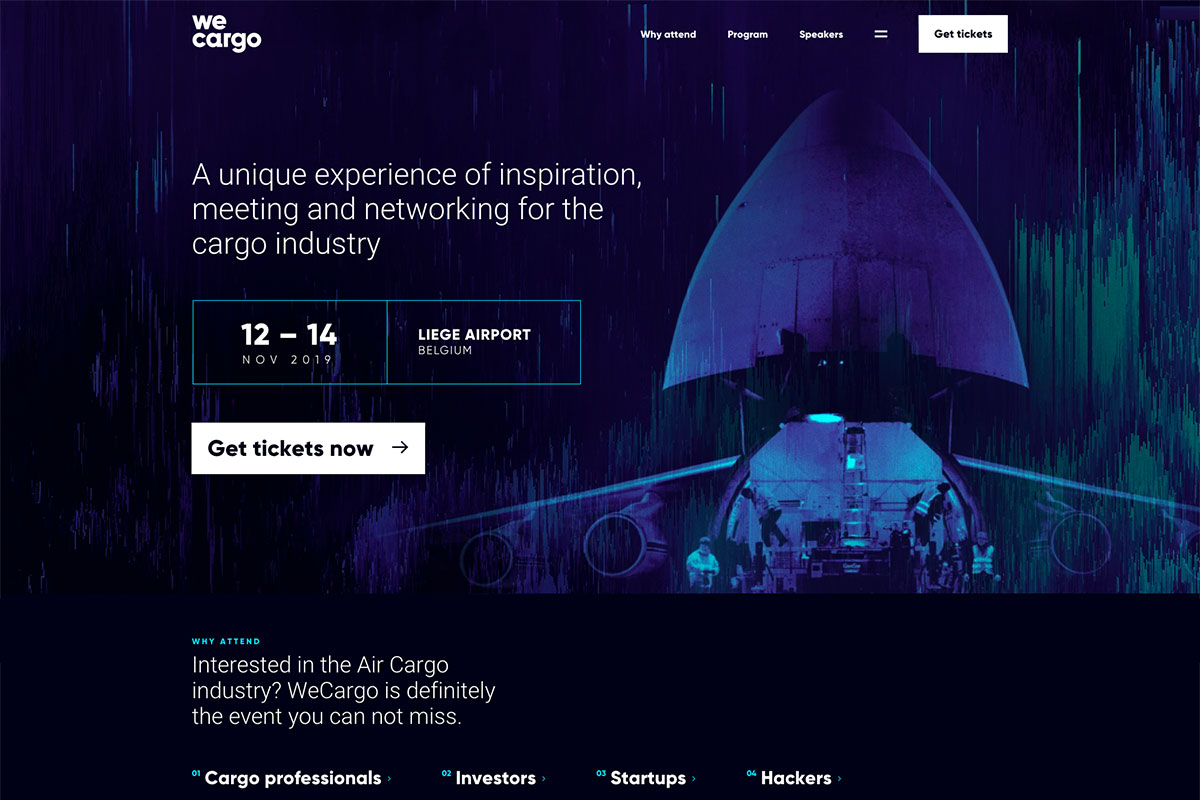 we
cargo
Why attend
Program
Speakers
Get tickets
A unique experience of inspiration,
meeting and networking for the
cargo industry
12 – 14
NOV 2019
LIEGE AIRPORT
BELGIUM
Get tickets now →
WHY ATTEND
Interested in the Air Cargo
industry? WeCargo is definitely
the event you can not miss.
01 Cargo professionals ›
02 Investors ›
03 Startups ›
04 Hackers ›